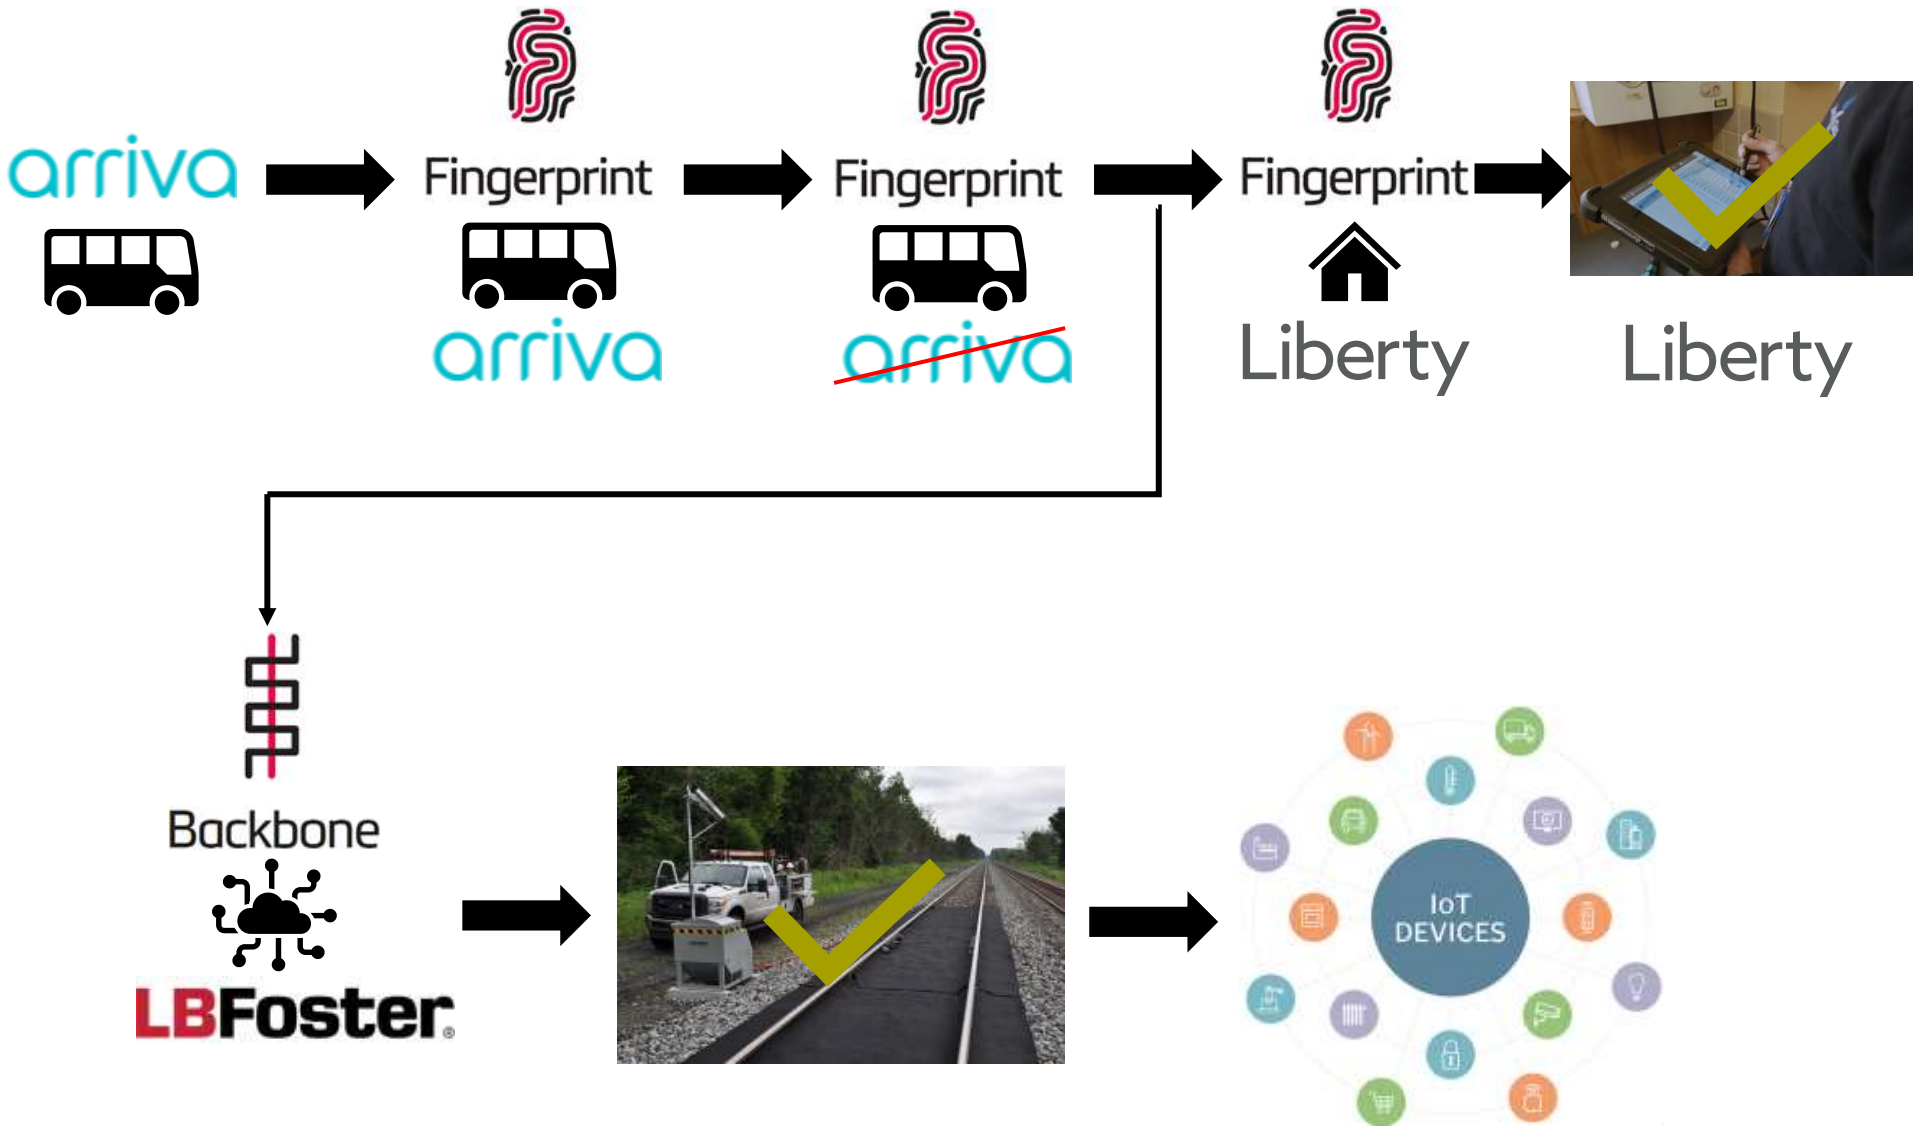 arriva
Fingerprint
arriva
Fingerprint
arriva
Fingerprint
Liberty
Liberty
Backbone
LBFoster®
IoT
DEVICES